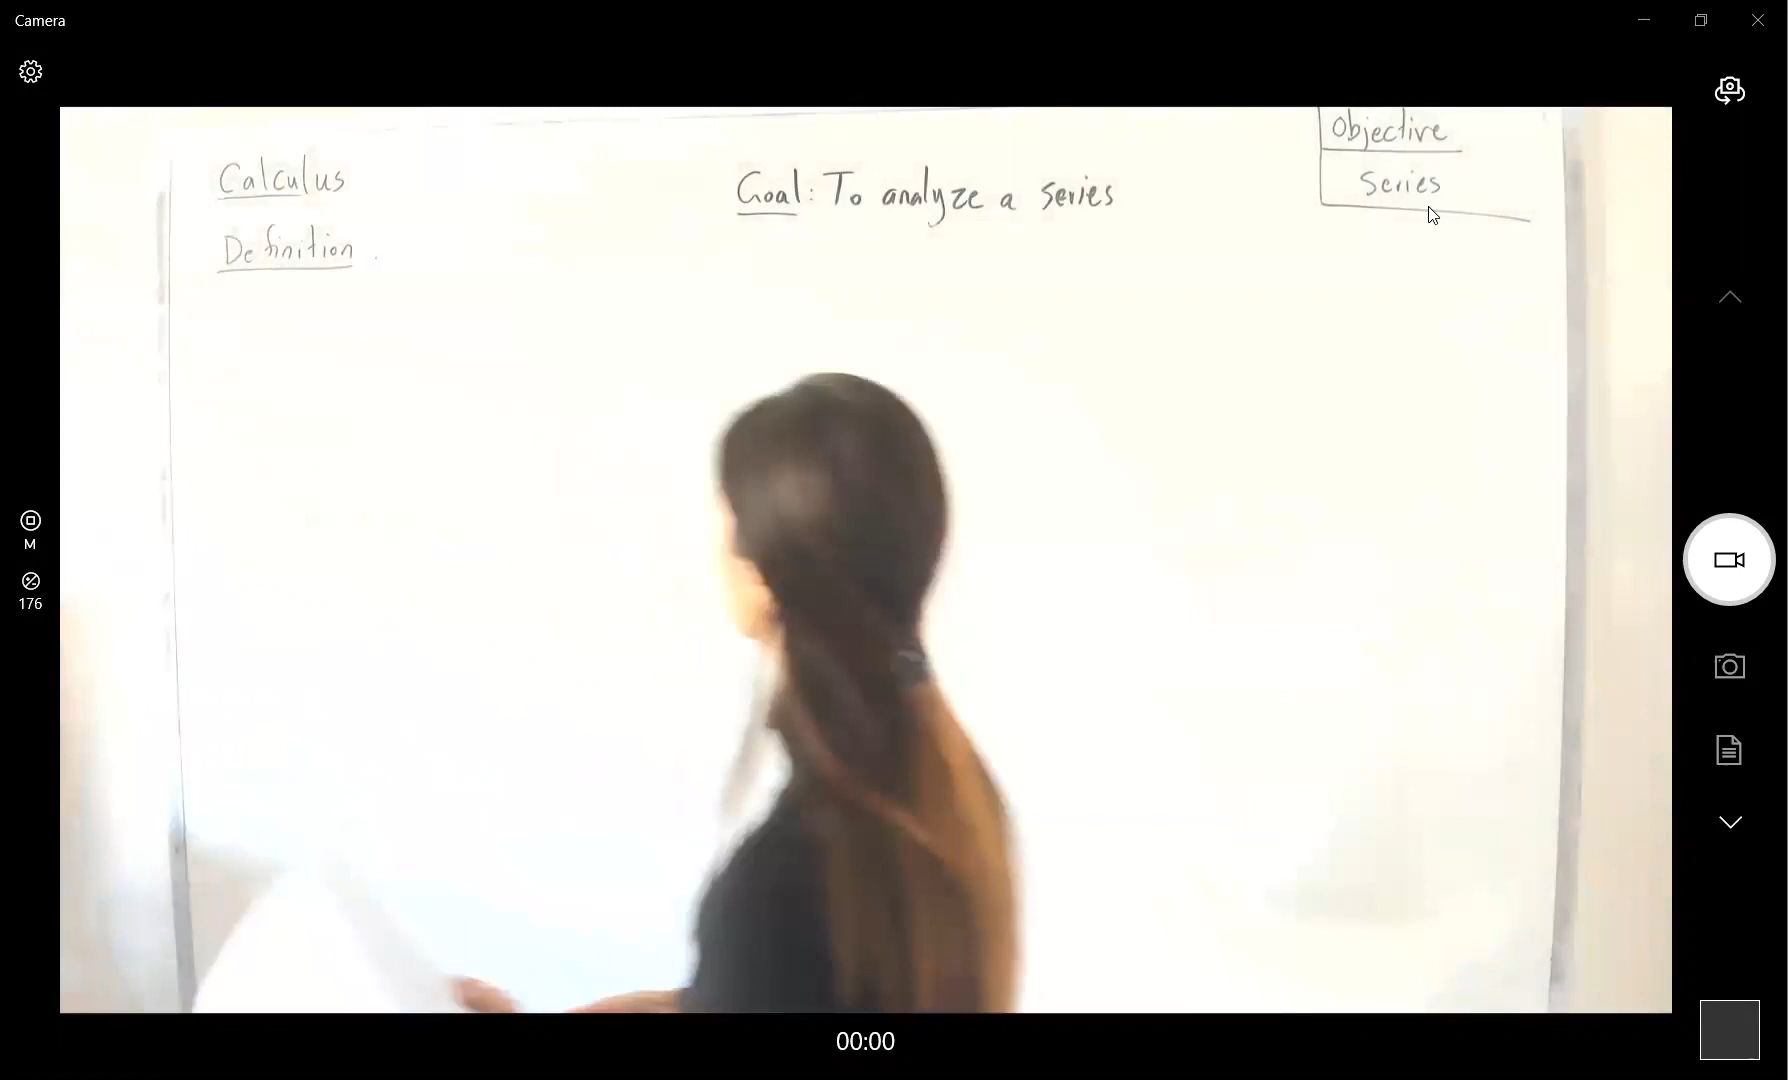 Camera
Calculus
Goal: To analyze a series
Objective
Series
Definition
M
176
00:00